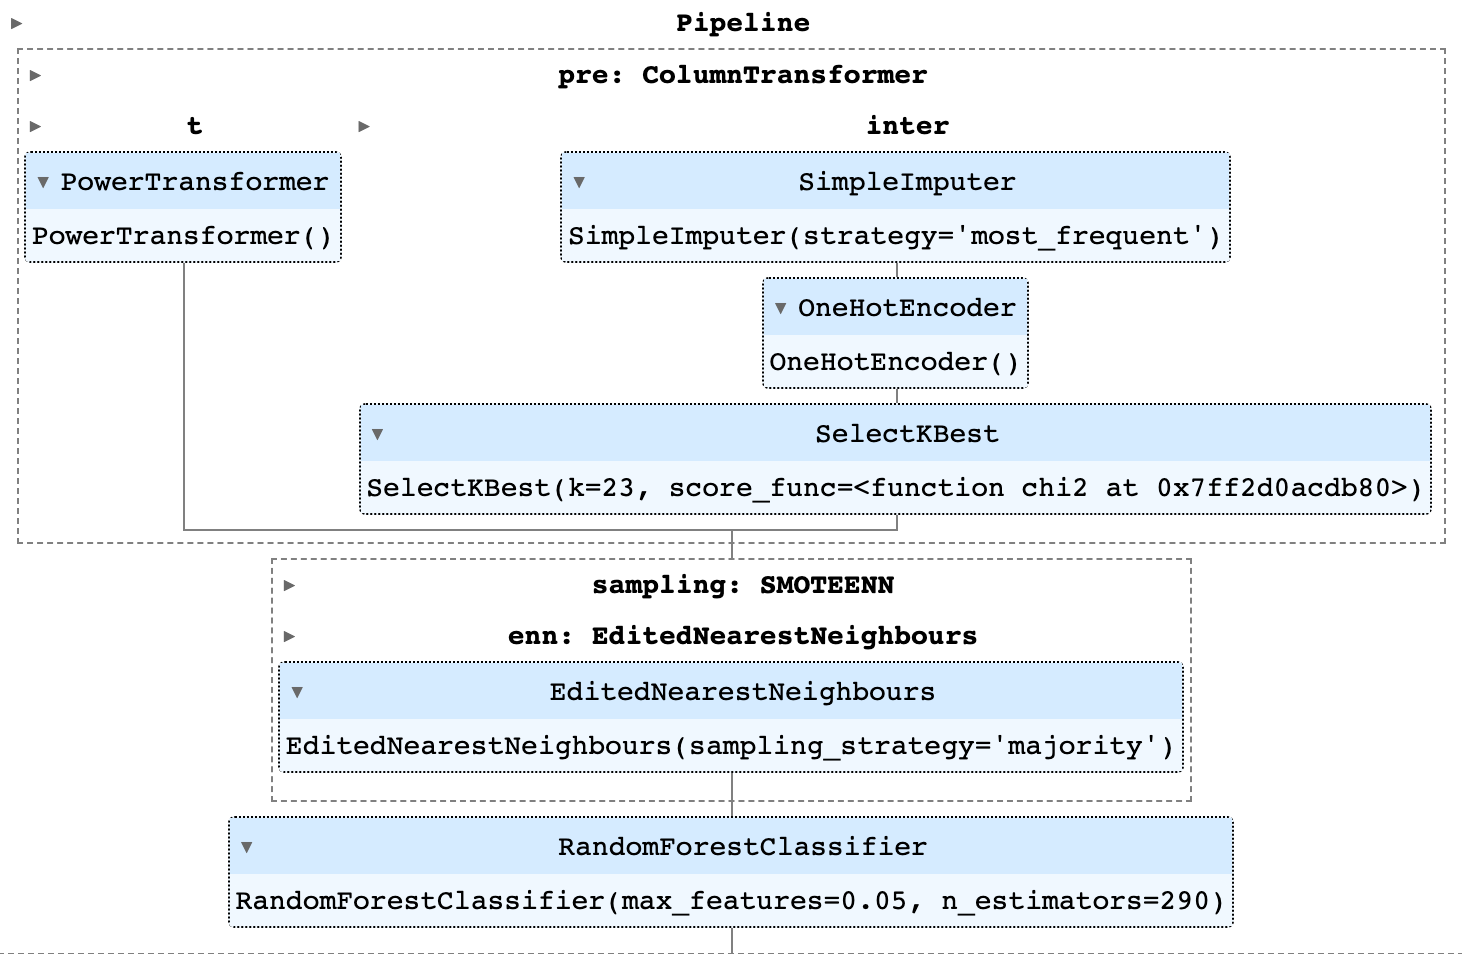 Pipeline
pre: ColumnTransformer
t
inter
PowerTransformer
PowerTransformer()
SimpleImputer
SimpleImputer(strategy='most_frequent')
OneHotEncoder
OneHotEncoder()
SelectKBest
SelectKBest(k=23, score_func=<function chi2 at 0x7ff2d0acdb80>)
sampling: SMOTEENN
enn: EditedNearestNeighbours
EditedNearestNeighbours
EditedNearestNeighbours(sampling_strategy='majority')
RandomForestClassifier
RandomForestClassifier(max_features=0.05, n_estimators=290)